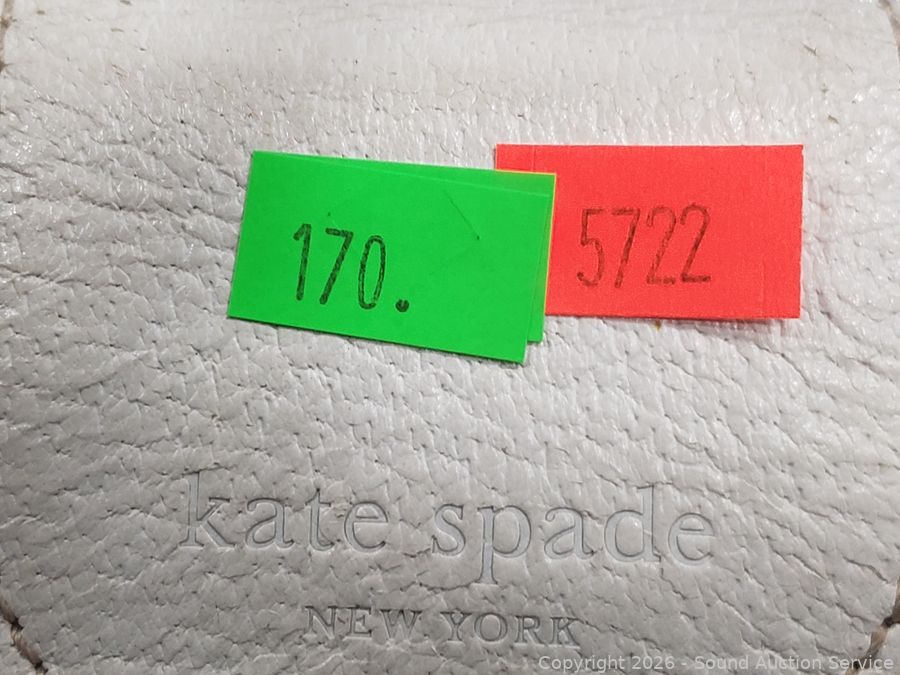 170.
5722
kate spade
NEW YORK
Copyright 2026 - Sound Auction Service